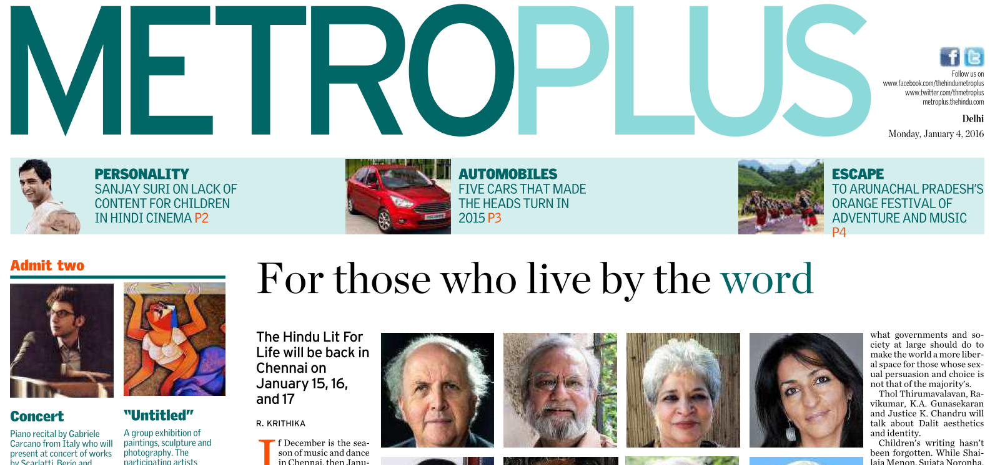 METROPLUS
Follow us on
www.facebook.com/thehindumetroplus
www.twitter.com/thmetroplus
metroplus.thehindu.com
Delhi
Monday, January 4, 2016
PERSONALITY
SANJAY SURI ON LACK OF
CONTENT FOR CHILDREN
IN HINDI CINEMA P2
AUTOMOBILES
FIVE CARS THAT MADE
THE HEADS TURN IN
2015 P3
ESCAPE
TO ARUNACHAL PRADESH'S
ORANGE FESTIVAL OF
ADVENTURE AND MUSIC
P4
Admit two
Concert
Piano recital by Gabriele
Carcano from Italy who will
present at concert of works
by Scarlatti, Berio and
“Untitled”
A group exhibition of
paintings, sculpture and
photography. The
participating artists
For those who live by the word
The Hindu Lit For
Life will be back in
Chennai on
January 15, 16,
and 17
R. KRITHIKA
If December is the sea-
son of music and dance
in Chennai, then Janu-
what governments and so-
ciety at large should do to
make the world a more liber-
al space for those whose sex-
ual persuasion and choice is
not that of the majority's.
Thol Thirumavalavan, Ra-
vikumar, K.A. Gunasekaran
and Justice K. Chandru will
talk about Dalit aesthetics
and identity.
Children's writing hasn't
been forgotten. While Shai-
laja Menon, Sujata Noronha,